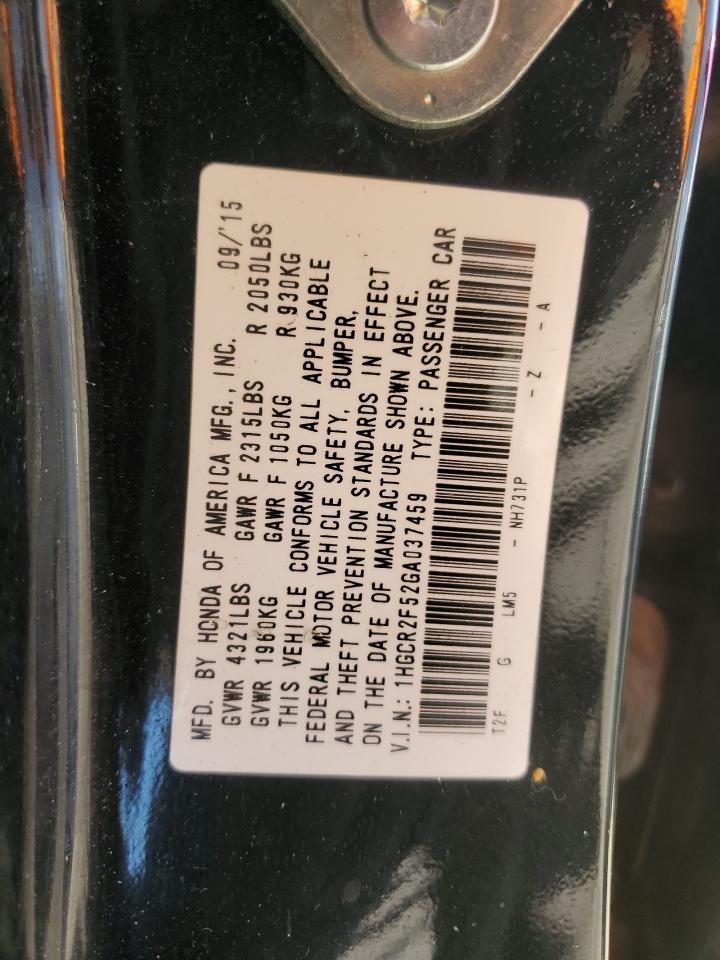 MFD. BY HONDA OF AMERICA MFG., INC. 09/'15
GVWR 4321LBS GAWR F 2315LBS R 2050LBS
GVWR 1960KG GAWR F 1050KG R 930KG
THIS VEHICLE CONFORMS TO ALL APPLICABLE
FEDERAL MOTOR VEHICLE SAFETY, BUMPER,
AND THEFT PREVENTION STANDARDS IN EFFECT
ON THE DATE OF MANUFACTURE SHOWN ABOVE.
V.I.N.: 1HGCR2F52GA037459 TYPE: PASSENGER CAR
T2F G LM5 - NH731P - Z - A